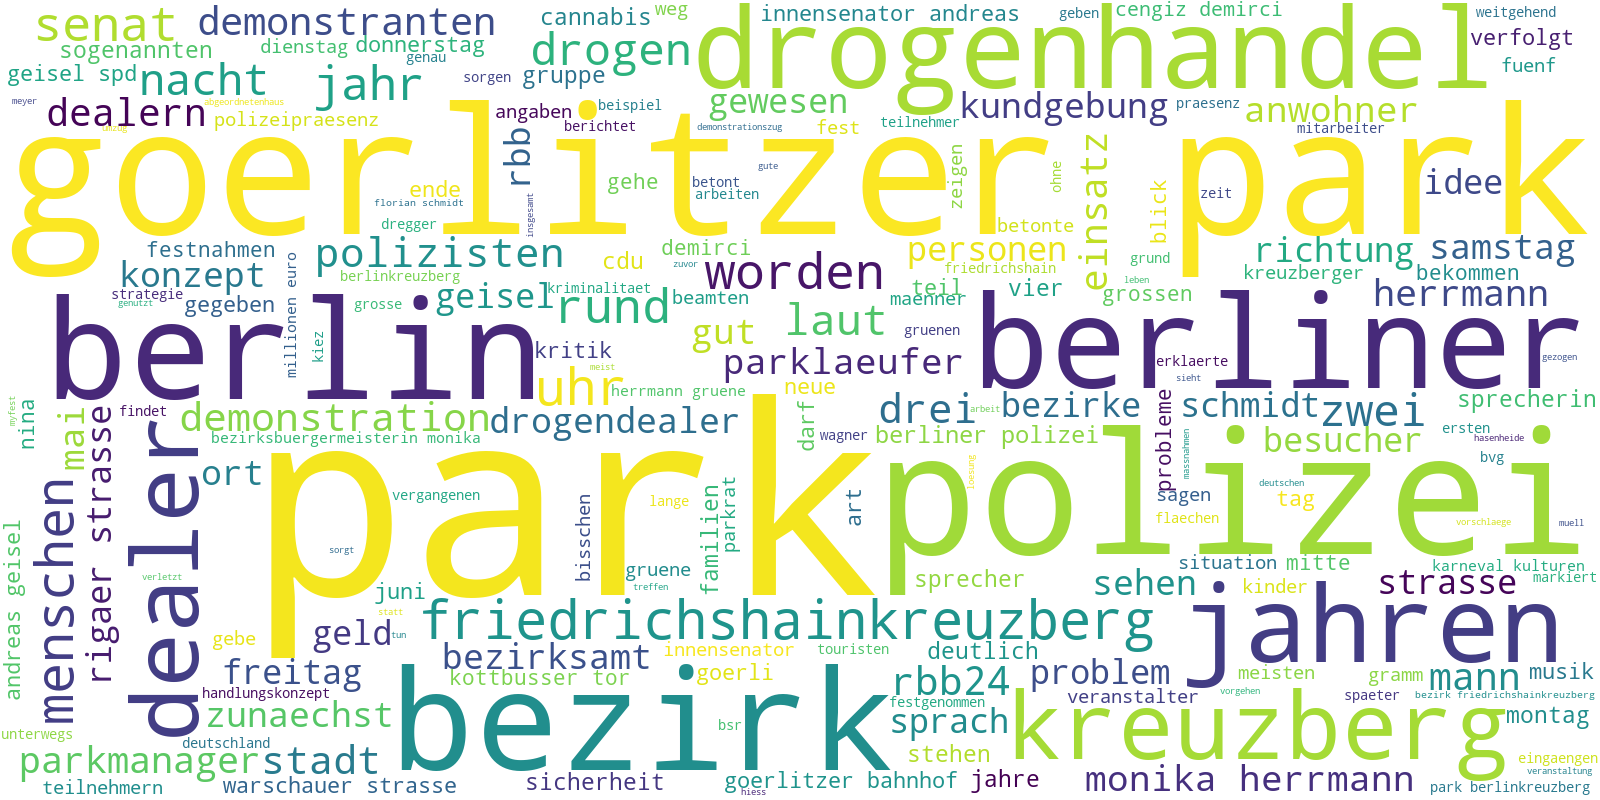 senat
demonstranten
cannabis
weg
innensenator andreas
geben
cengiz demirci
weitgehend
sogenannten
dienstag
donnerstag
drogen
drogenhandel
verfolgt
genau
geisel spd
nacht
jahr
sorgen
gruppe
fuenf
meyer
abgeordnetenhaus
dealern
polizeipraesenz
angaben
beispiel
gewesen
kundgebung
praesenz
anwohner
umzug
rbb
berichtet
demonstrationszug
fest
teilnehmer
mitarbeiter
goerlitzer park
gute
ende
gehe
betont
arbeiten
zeigen
ohne
einsatz
blick
zeit
idee
florian schmidt
insgesamt
dregger
betonte
festnahmen
polizisten
cdu
demirci
personen
grund
richtung
samstag
konzept
berlinkreuzberg
zuvor
worden
friedrichshain
kreuzberger
bekommen
leben
strategie
gegeben
genutzt
grosse
geisel
kriminalitaet
rund
beamten
teil
maenner
vier
grossen
herrmann
berlin
millionen euro
kiez
gut
laut
gruenen
berliner
kritik
parklaeufer
erklaerte
gezogen
uhr
meist
herrmann gruene
neue
sieht
myfest
nina
mai
rigaer strasse
findet
demonstration
drogendealer
darf
drei
arbeit
bezirke
schmidt
zwei
sprecherin
bezirksbuergermeisterin monika
wagner
berliner polizei
probleme
massnahmen
besucher
ersten
hasenheide
bvg
ort
dealer
park
polizei
vergangenen
lange
familien
parkrat
art
loesung
sagen
deutschen
tag
flaechen
vorschlaege
muell
menschen
andreas geisel
sorgt
bisschen
verletzt
gruene
treffen
sprecher
situation
mitte
karneval kulturen
juni
sehen
kinder
strasse
markiert
statt
gebe
geld
tun
friedrichshainkreuzberg
jahren
innensenator
touristen
deutlich
freitag
bezirksamt
goerli
problem
meisten
gramm
mann
musik
kottbusser tor
rbb24
handlungskonzept
festgenommen
veranstalter
vorgehen
spaeter
bezirk friedrichshainkreuzberg
zunaechst
bezirk
bsr
sprach
kreuzberg
montag
unterwegs
deutschland
parkmanager
stadt
stehen
eingaengen
veranstaltung
teilnehmern
warschauer strasse
sicherheit
goerlitzer bahnhof
hiess
jahre
monika herrmann
park berlinkreuzberg